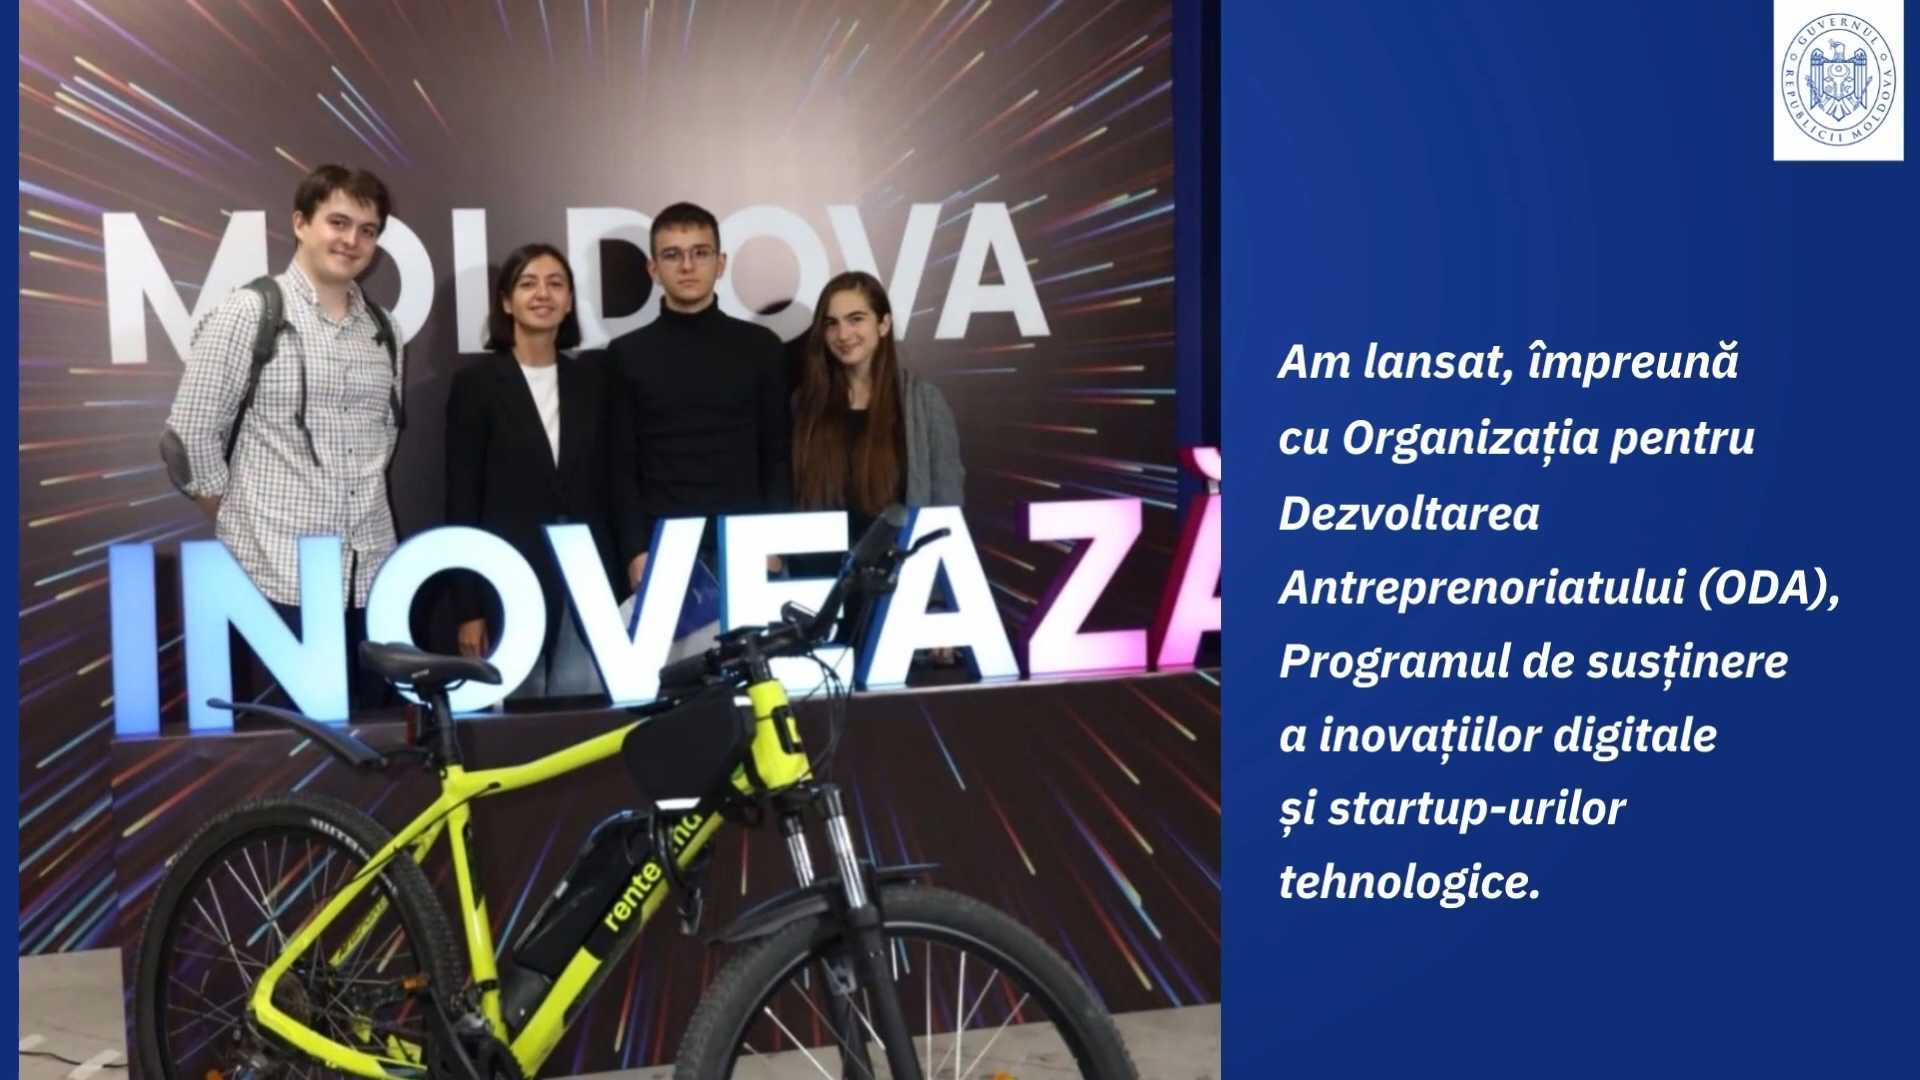 MOLDOVA
INOVEAZĂ
rente
GUVERNUL
REPUBLICII MOLDOVA
Am lansat, împreună
cu Organizația pentru
Dezvoltarea
Antreprenoriatului (ODA),
Programul de susținere
a inovațiilor digitale
și startup-urilor
tehnologice.